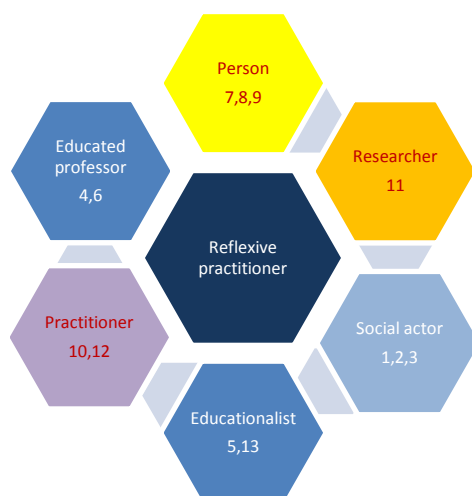 Person
7,8,9
Researcher
11
Educated
professor
4,6
Reflexive
practitioner
Practitioner
10,12
Social actor
1,2,3
Educationalist
5,13